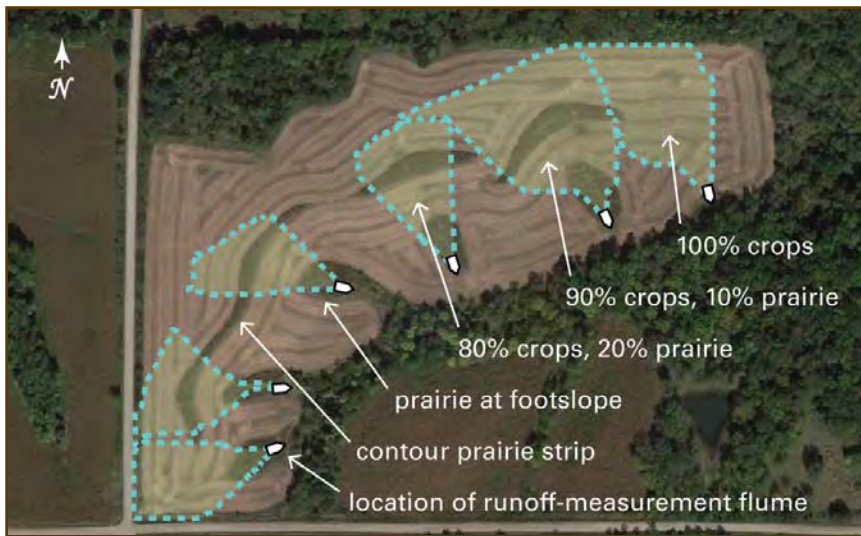 N
100% crops
90% crops, 10% prairie
80% crops, 20% prairie
prairie at footslope
contour prairie strip
location of runoff-measurement flume